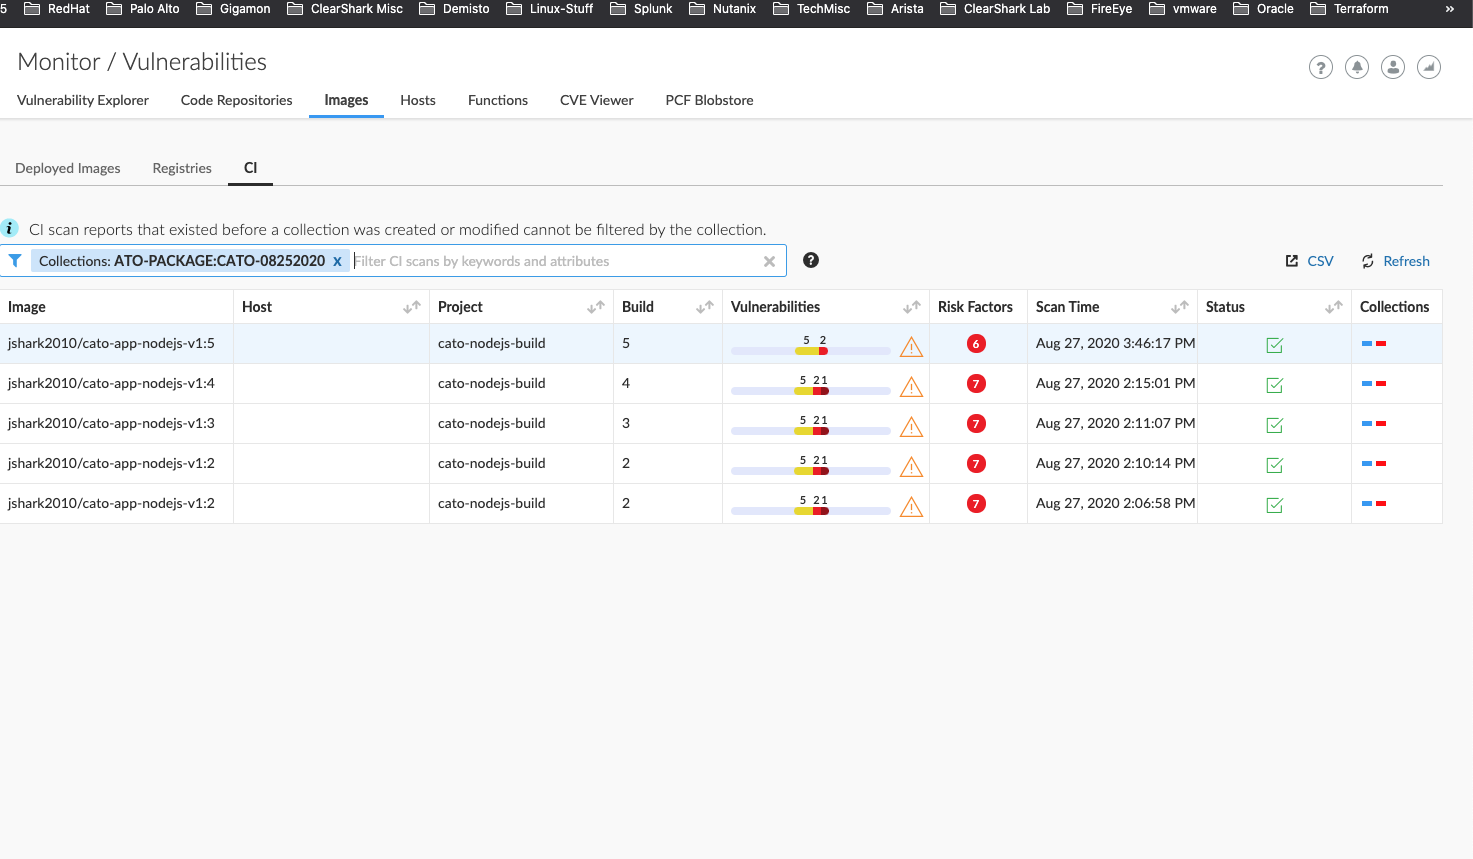 5 RedHat Palo Alto Gigamon ClearShark Misc Demisto Linux-Stuff Splunk Nutanix TechMisc Arista ClearShark Lab FireEye vmware Oracle Terraform »
Monitor / Vulnerabilities
?
Vulnerability Explorer Code Repositories Images Hosts Functions CVE Viewer PCF Blobstore
Deployed Images Registries CI
i CI scan reports that existed before a collection was created or modified cannot be filtered by the collection.
Collections: ATO-PACKAGE:CATO-08252020 x Filter CI scans by keywords and attributes ? CSV Refresh
Image Host Project Build Vulnerabilities Risk Factors Scan Time Status Collections
jshark2010/cato-app-nodejs-v1:5 cato-nodejs-build 5 5 2 6 Aug 27, 2020 3:46:17 PM
jshark2010/cato-app-nodejs-v1:4 cato-nodejs-build 4 5 2 1 7 Aug 27, 2020 2:15:01 PM
jshark2010/cato-app-nodejs-v1:3 cato-nodejs-build 3 5 2 1 7 Aug 27, 2020 2:11:07 PM
jshark2010/cato-app-nodejs-v1:2 cato-nodejs-build 2 5 2 1 7 Aug 27, 2020 2:10:14 PM
jshark2010/cato-app-nodejs-v1:2 cato-nodejs-build 2 5 2 1 7 Aug 27, 2020 2:06:58 PM